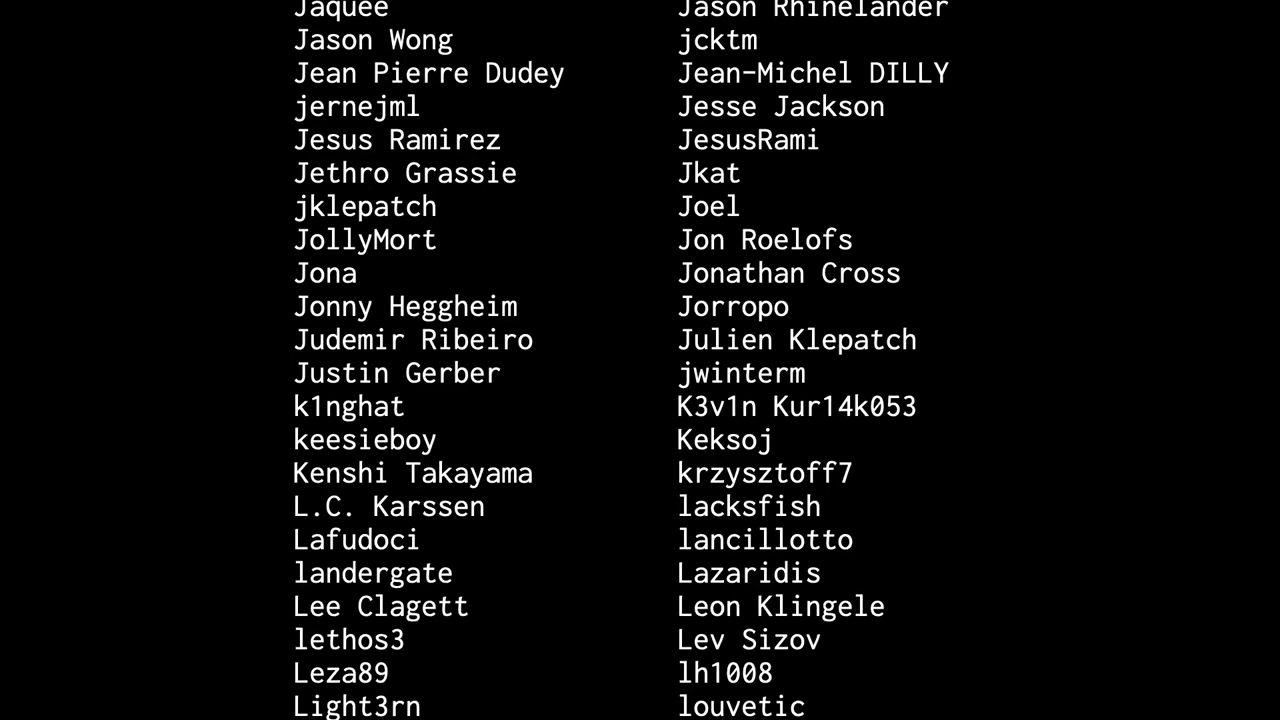 Jaquee Jason Rhinelander
Jason Wong jcktm
Jean Pierre Dudey Jean-Michel DILLY
jernejml Jesse Jackson
Jesus Ramirez JesusRami
Jethro Grassie Jkat
jklepatch Joel
JollyMort Jon Roelofs
Jona Jonathan Cross
Jonny Heggheim Jorropo
Judemir Ribeiro Julien Klepatch
Justin Gerber jwinterm
k1nghat K3v1n Kur14k053
keesieboy Keksoj
Kenshi Takayama krzysztoff7
L.C. Karssen lacksfish
Lafudoci lancillotto
landergate Lazaridis
Lee Clagett Leon Klingele
lethos3 Lev Sizov
Leza89 lh1008
Light3rn louvetic